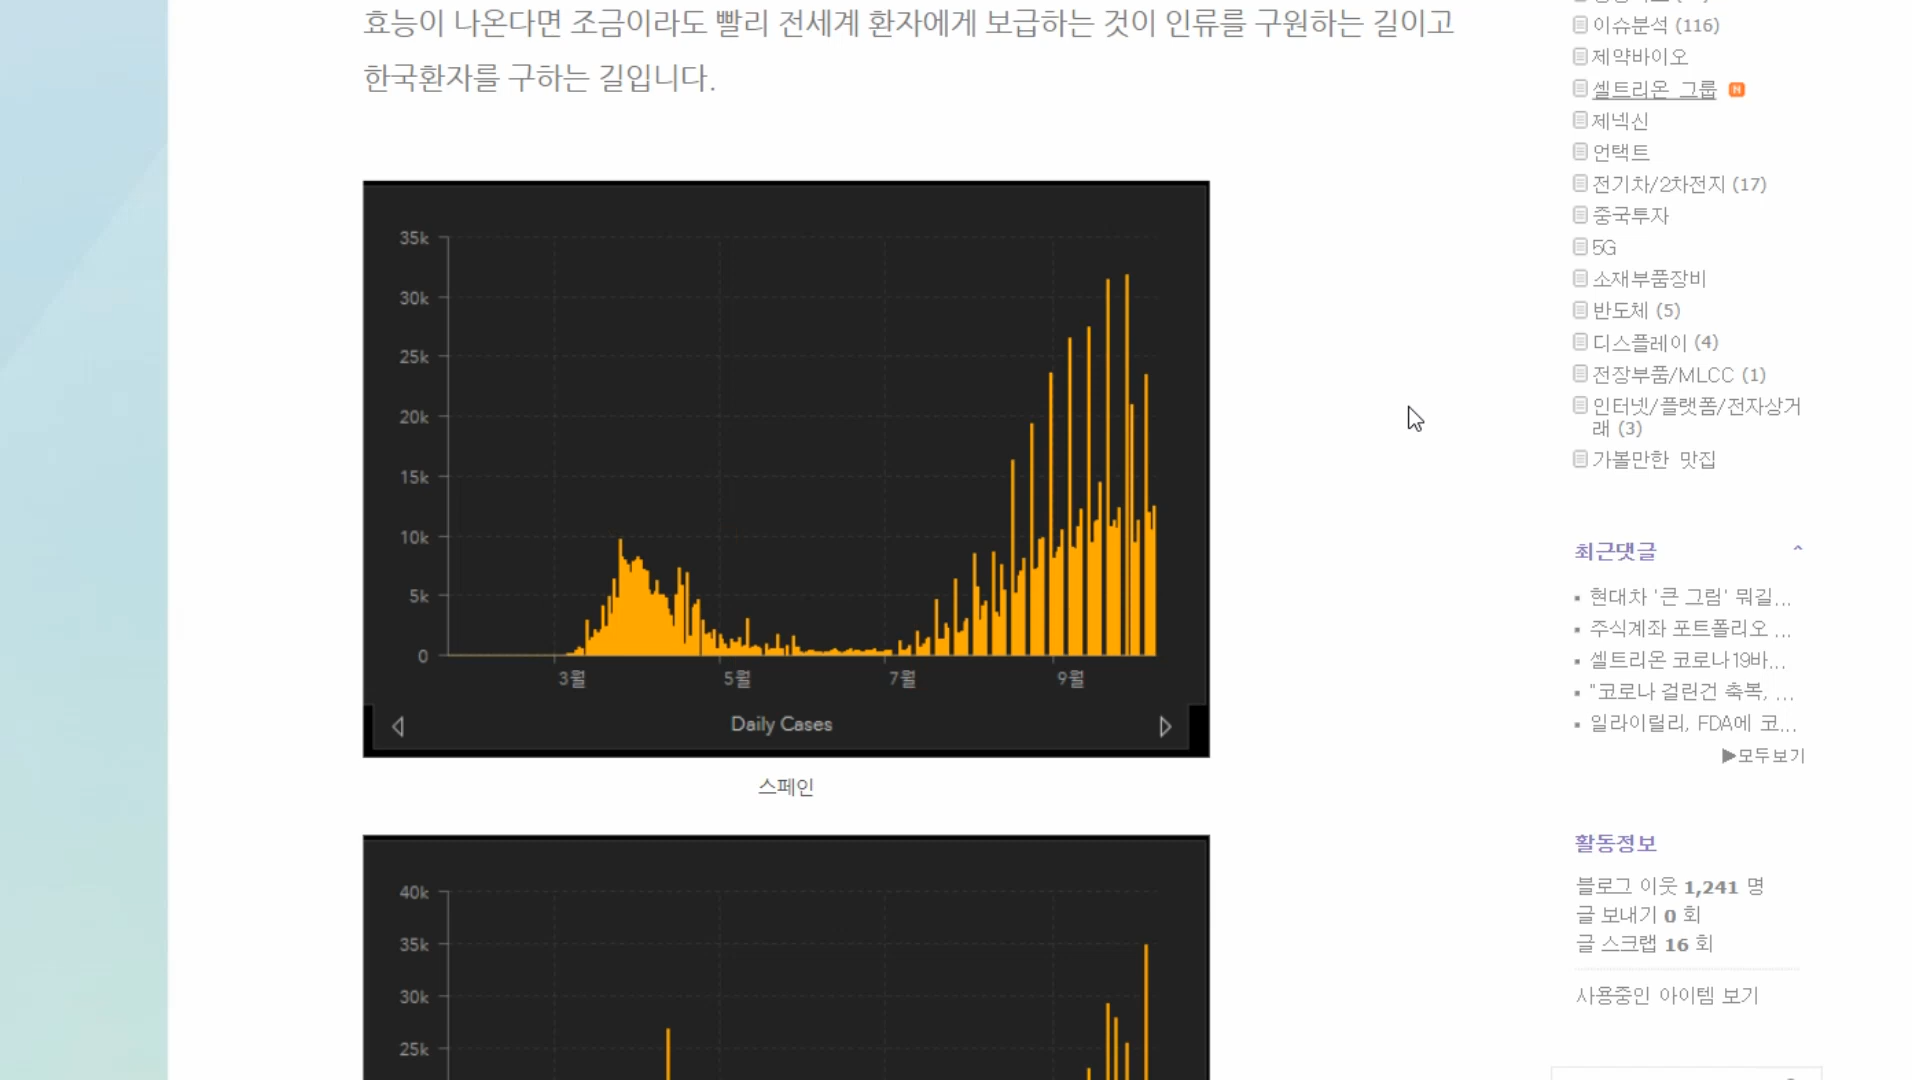 효능이 나온다면 조금이라도 빨리 전세계 환자에게 보급하는 것이 인류를 구원하는 길이고
한국환자를 구하는 길입니다.
35k
30k
25k
20k
15k
10k
5k
0
3월
5월
7월
9월
Daily Cases
스페인
40k
35k
30k
25k
이슈분석 (116)
제약바이오
셀트리온 그룹 N
제넥신
언택트
전기차/2차전지 (17)
중국투자
5G
소재부품장비
반도체 (5)
디스플레이 (4)
전장부품/MLCC (1)
인터넷/플랫폼/전자상거
래 (3)
가볼만한 맛집
최근댓글
현대차 '큰 그림' 뭐길...
주식계좌 포트폴리오 ...
셀트리온 코로나19바...
"코로나 걸린건 축복, ...
일라이릴리, FDA에 코...
▶모두보기
활동정보
블로그 이웃 1,241 명
글 보내기 0 회
글 스크랩 16 회
사용중인 아이템 보기